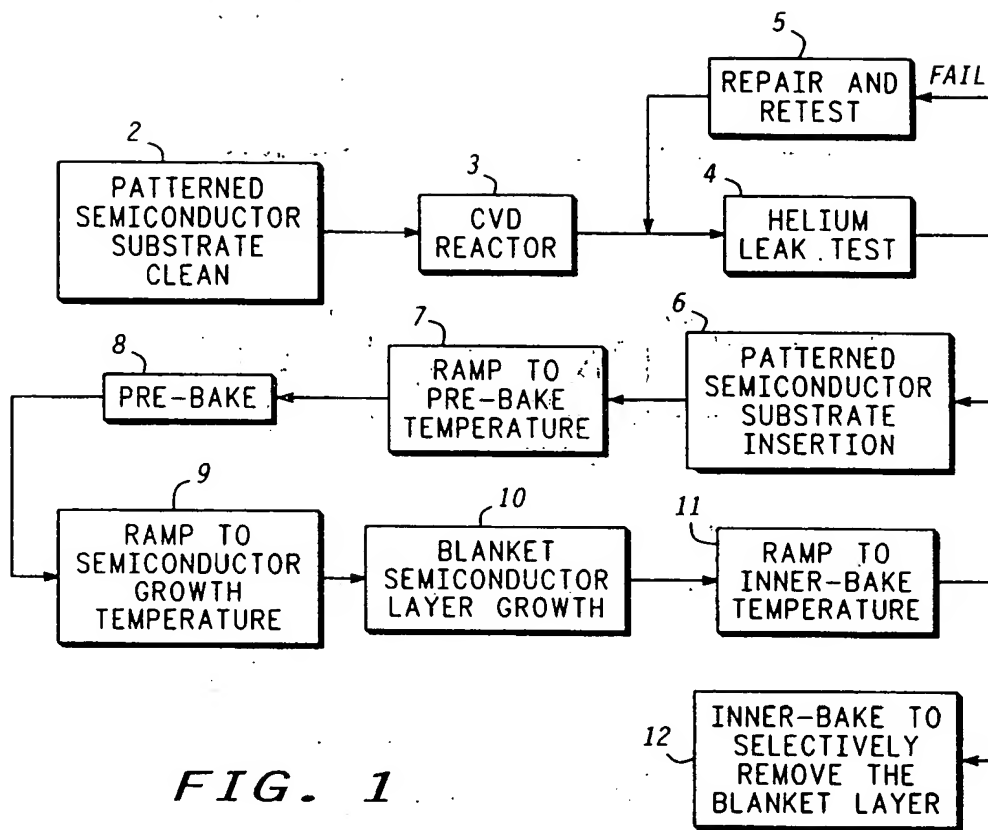 5
REPAIR AND
RETEST
FAIL
2
PATTERNED
SEMICONDUCTOR
SUBSTRATE
CLEAN
3
CVD
REACTOR
4
HELIUM
LEAK TEST
6
PATTERNED
SEMICONDUCTOR
SUBSTRATE
INSERTION
7
RAMP TO
PRE-BAKE
TEMPERATURE
8
PRE-BAKE
9
RAMP TO
SEMICONDUCTOR
GROWTH
TEMPERATURE
10
BLANKET
SEMICONDUCTOR
LAYER GROWTH
11
RAMP TO
INNER-BAKE
TEMPERATURE
12
INNER-BAKE TO
SELECTIVELY
REMOVE THE
BLANKET LAYER
FIG. 1